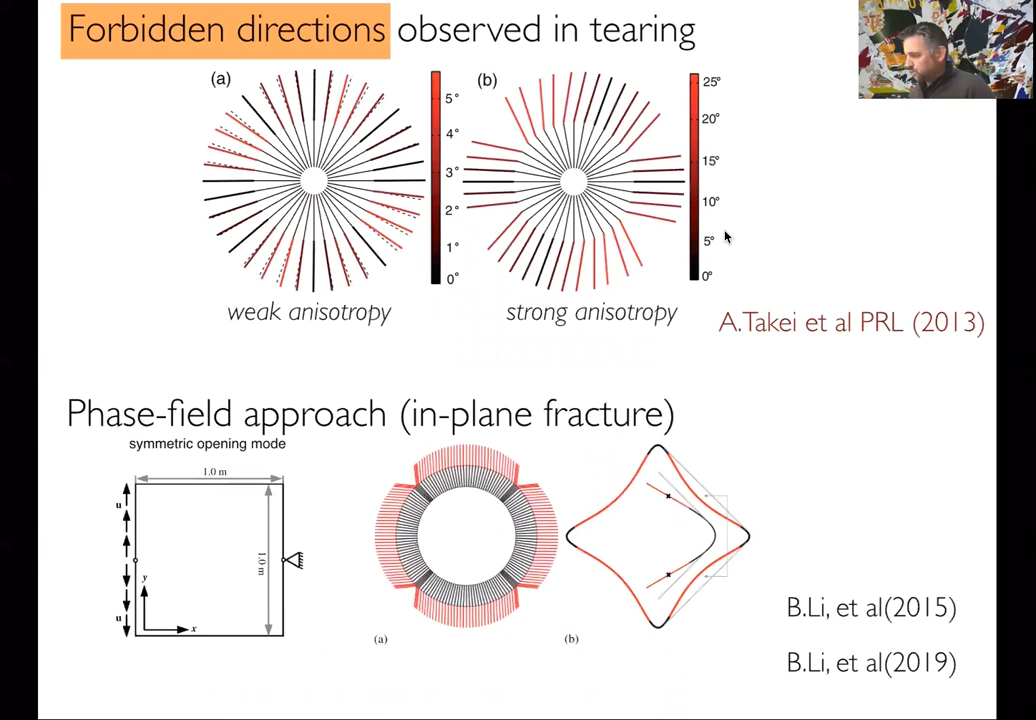 Forbidden directions observed in tearing
(a)
5°
4°
3°
2°
1°
0°
(b)
25°
20°
15°
10°
5°
0°
weak anisotropy
strong anisotropy
A.Takei et al PRL (2013)
Phase-field approach (in-plane fracture)
symmetric opening mode
1.0 m
u
1.0 m
y
u
x
(a)
(b)
B.Li, et al(2015)
B.Li, et al(2019)